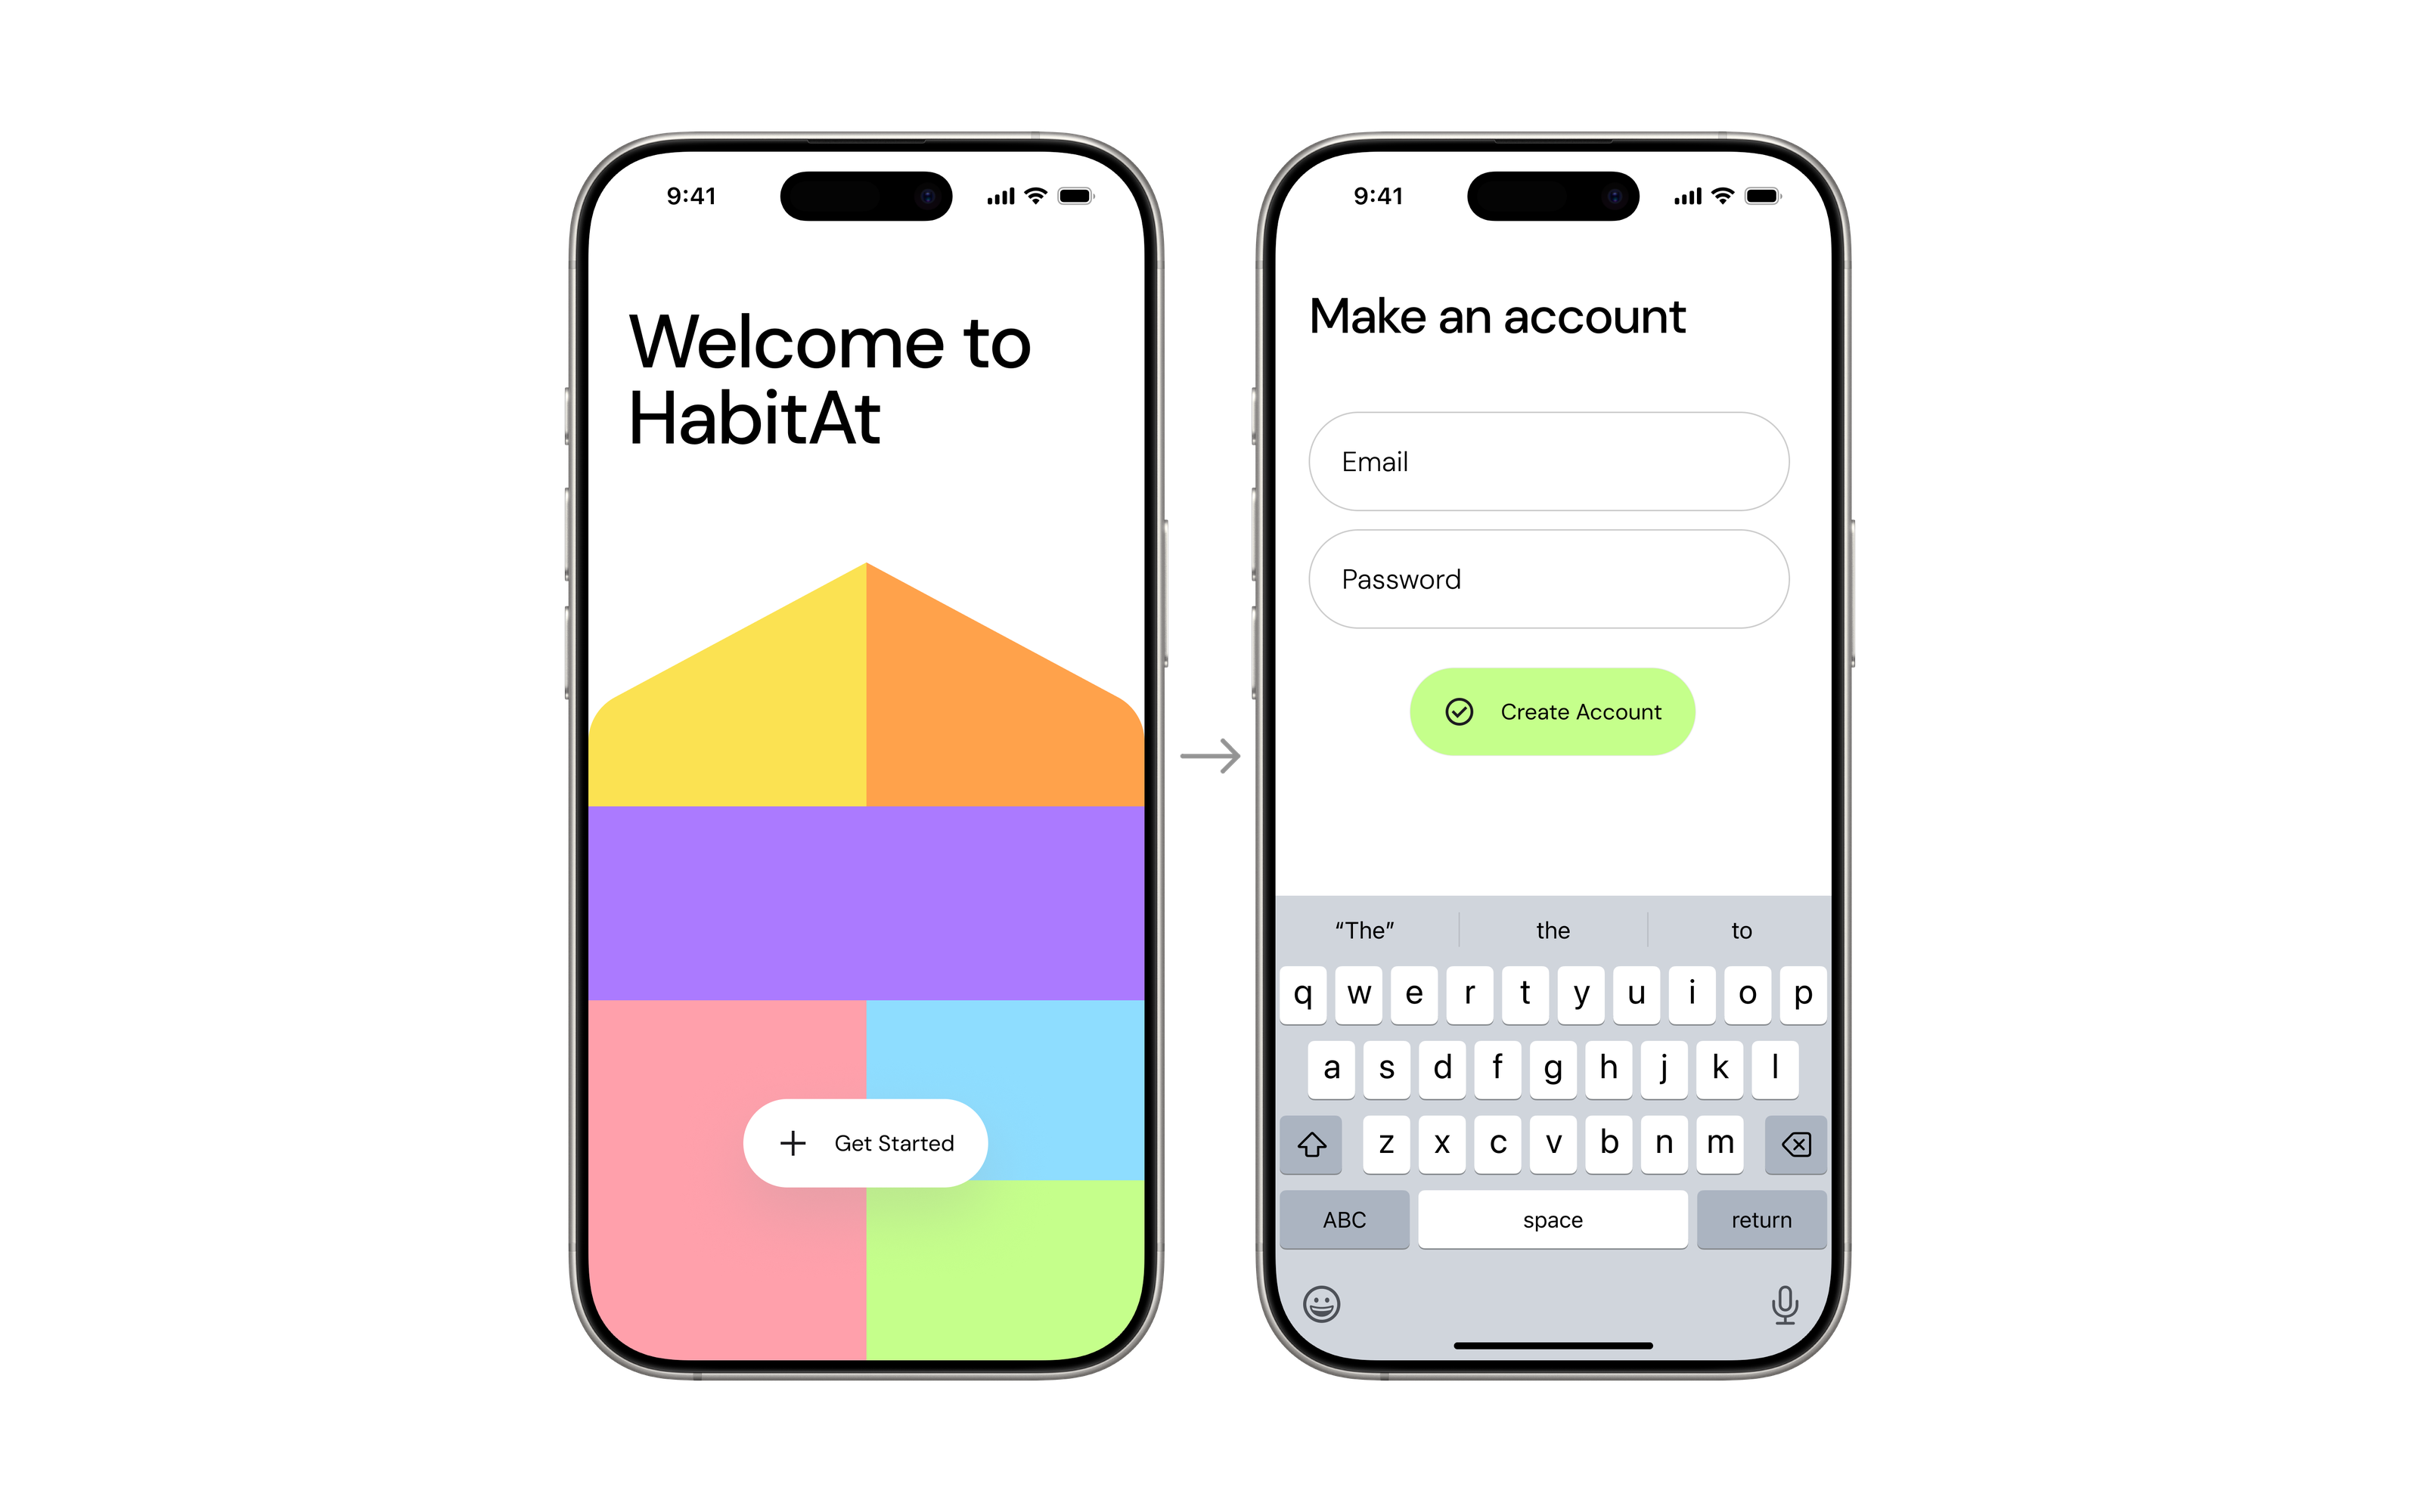 9:41
Welcome to
HabitAt
Get Started
9:41
Make an account
Email
Password
Create Account
“The” the to
q w e r t y u i o p
a s d f g h j k l
z x c v b n m
ABC space return